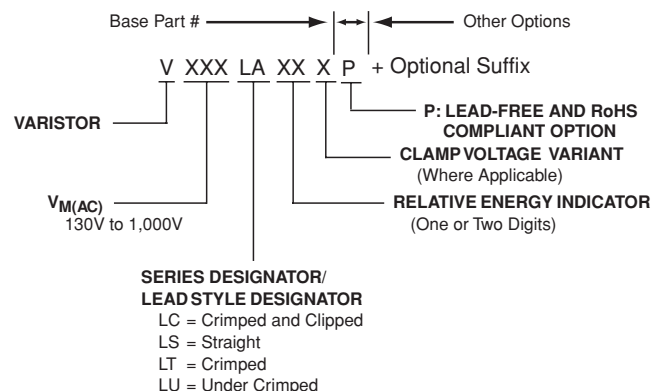 Base Part #
Other Options
V XXX LA XX X P + Optional Suffix
VARISTOR
P: LEAD-FREE AND RoHS
COMPLIANT OPTION
CLAMP VOLTAGE VARIANT
(Where Applicable)
VM(AC)
130V to 1,000V
RELATIVE ENERGY INDICATOR
(One or Two Digits)
SERIES DESIGNATOR/
LEAD STYLE DESIGNATOR
LC = Crimped and Clipped
LS = Straight
LT = Crimped
LU = Under Crimped